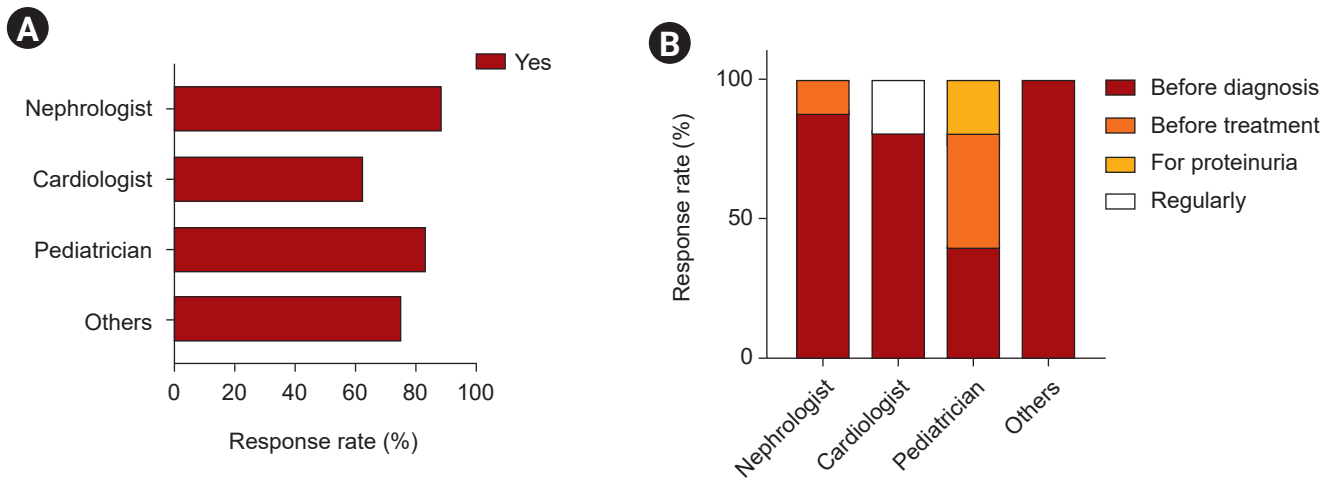 A
Yes
Nephrologist
Cardiologist
Pediatrician
Others
0 20 40 60 80 100
Response rate (%)
B
Response rate (%)
100
50
0
Nephrologist
Cardiologist
Pediatrician
Others
Before diagnosis
Before treatment
For proteinuria
Regularly